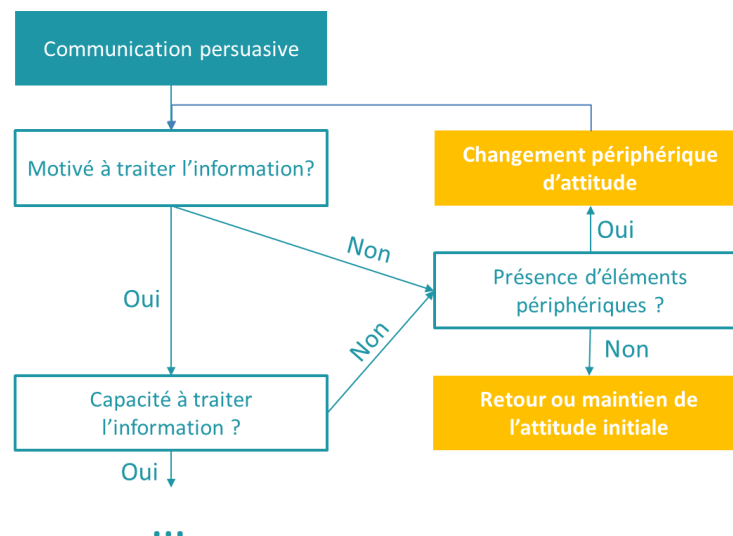 Communication persuasive
Motivé à traiter l'information?
Changement périphérique
d'attitude
Non
Oui
Oui
Présence d'éléments
périphériques ?
Non
Non
Capacité à traiter
l'information ?
Retour ou maintien de
l'attitude initiale
Oui
...